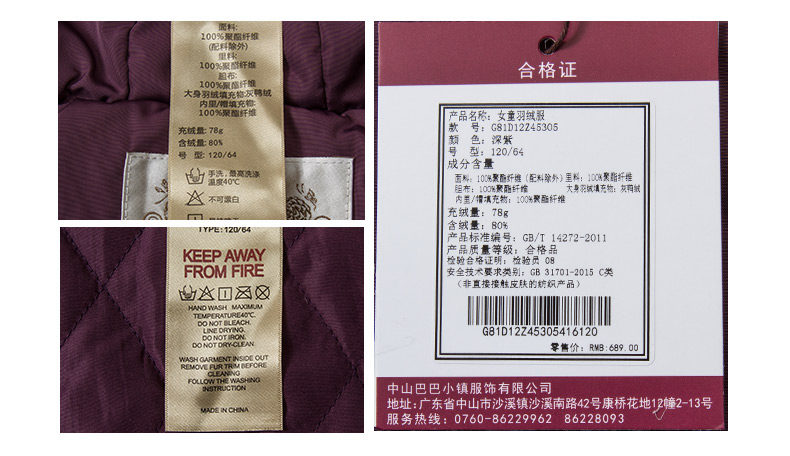 面料:
100%聚酯纤维
(配料除外)
里料:
100%聚酯纤维
胆布:
100%聚酯纤维
大身羽绒填充物:灰鸭绒
内里/帽填充物:
100%聚酯纤维
充绒量: 78g
含绒量: 80%
号 型: 120/64
手洗,最高洗涤
温度40℃
不可漂白
TYPE: 120/64
KEEP AWAY
FROM FIRE
HAND WASH MAXIMUM
TEMPERATURE40℃.
DO NOT BLEACH.
LINE DRYING.
DO NOT IRON.
DO NOT DRY-CLEAN
WASH GARMENT INSIDE OUT
REMOVE FUR TRIM BEFORE
CLEANING
FOLLOW THE WASHING
INSTRUCTION
MADE IN CHINA
合格证
产品名称: 女童羽绒服
款 号: G81D12Z45305
颜 色: 深紫
号 型: 120/64
成分含量
面料: 100%聚酯纤维 (配料除外) 里料: 100%聚酯纤维
胆布: 100%聚酯纤维 大身羽绒填充物: 灰鸭绒
内里/帽填充物: 100%聚酯纤维
充绒量: 78g
含绒量: 80%
产品标准编号: GB/T 14272-2011
产品质量等级: 合格品
检验合格证明: 检验员 08
安全技术要求类别: GB 31701-2015 C类
(非直接接触皮肤的纺织产品)
G81D12Z45305416120
零售价: RMB:689.00
中山巴巴小镇服饰有限公司
地址:广东省中山市沙溪镇沙溪南路42号康桥花地12幢2-13号
服务热线: 0760-86229962 86228093